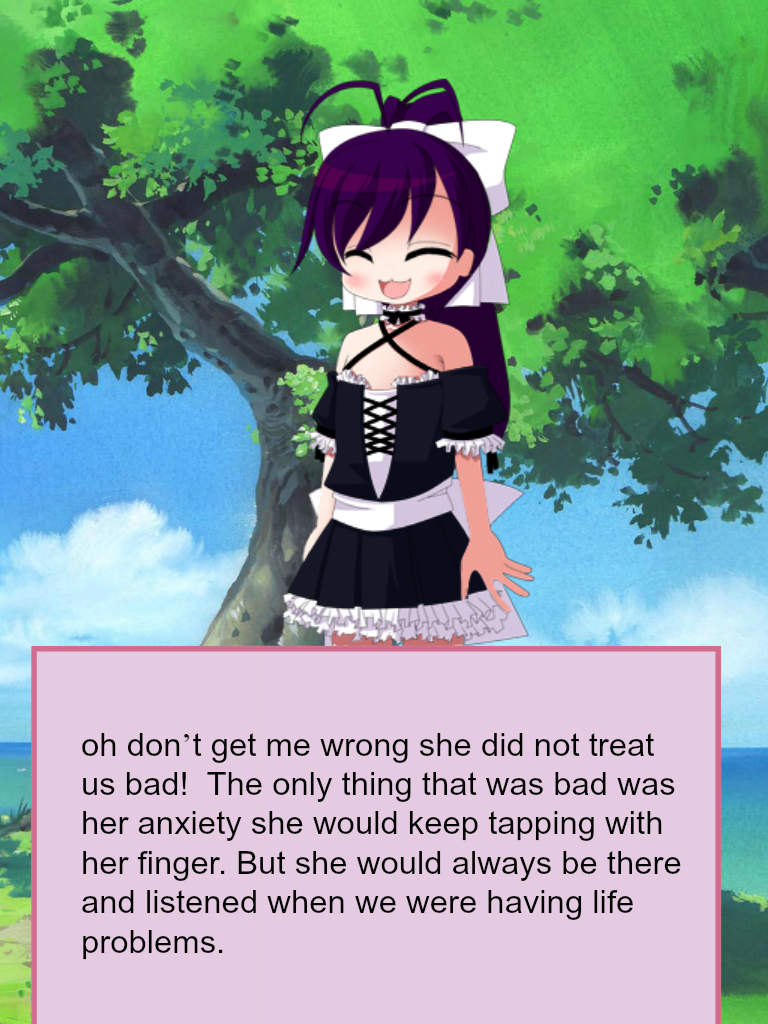 oh don’t get me wrong she did not treat
us bad!  The only thing that was bad was
her anxiety she would keep tapping with
her finger. But she would always be there
and listened when we were having life
problems.